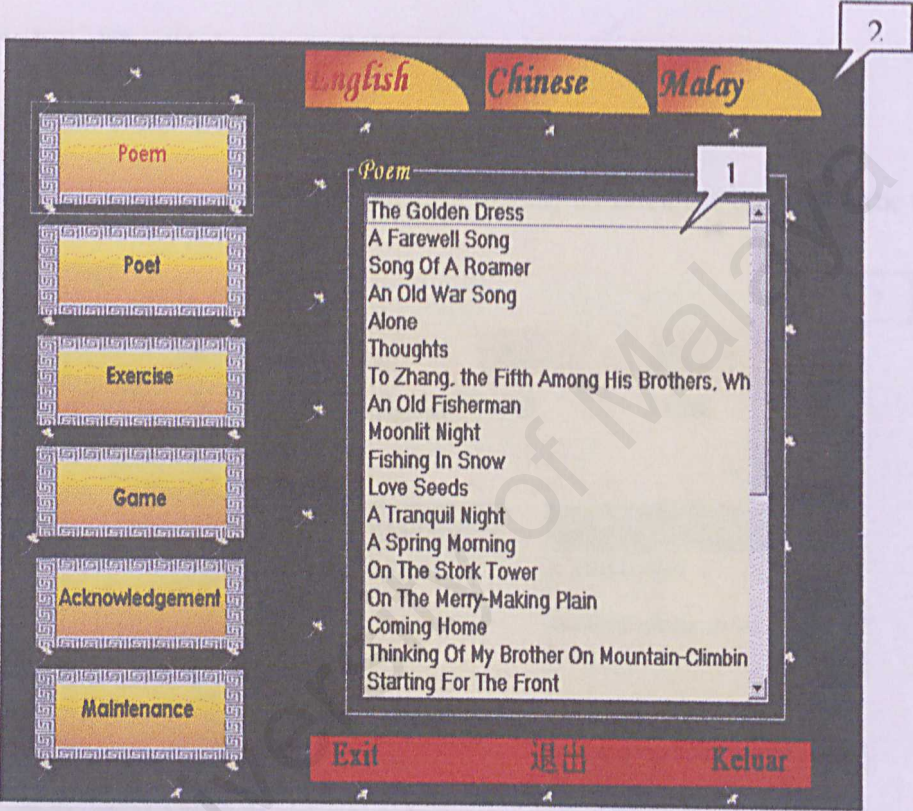 2
English Chinese Malay
Poem
Poet
Exercise
Game
Acknowledgement
Maintenance
Poem
1
The Golden Dress
A Farewell Song
Song Of A Roamer
An Old War Song
Alone
Thoughts
To Zhang, the Fifth Among His Brothers, Wh
An Old Fisherman
Moonlit Night
Fishing In Snow
Love Seeds
A Tranquil Night
A Spring Morning
On The Stork Tower
On The Merry-Making Plain
Coming Home
Thinking Of My Brother On Mountain-Climbin
Starting For The Front
Exit 退出 Keluar
of Malaya